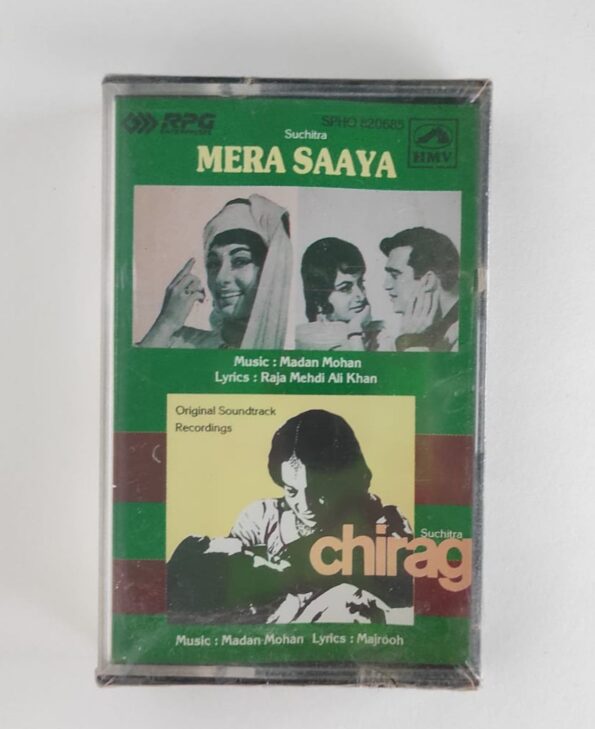 RPG
ENTERPRISES
SPHO 820685
HMV
Suchitra
MERA SAAYA
Music : Madan Mohan
Lyrics : Raja Mehdi Ali Khan
Original Soundtrack
Recordings
Suchitra
chirag
Music : Madan Mohan Lyrics : Majrooh